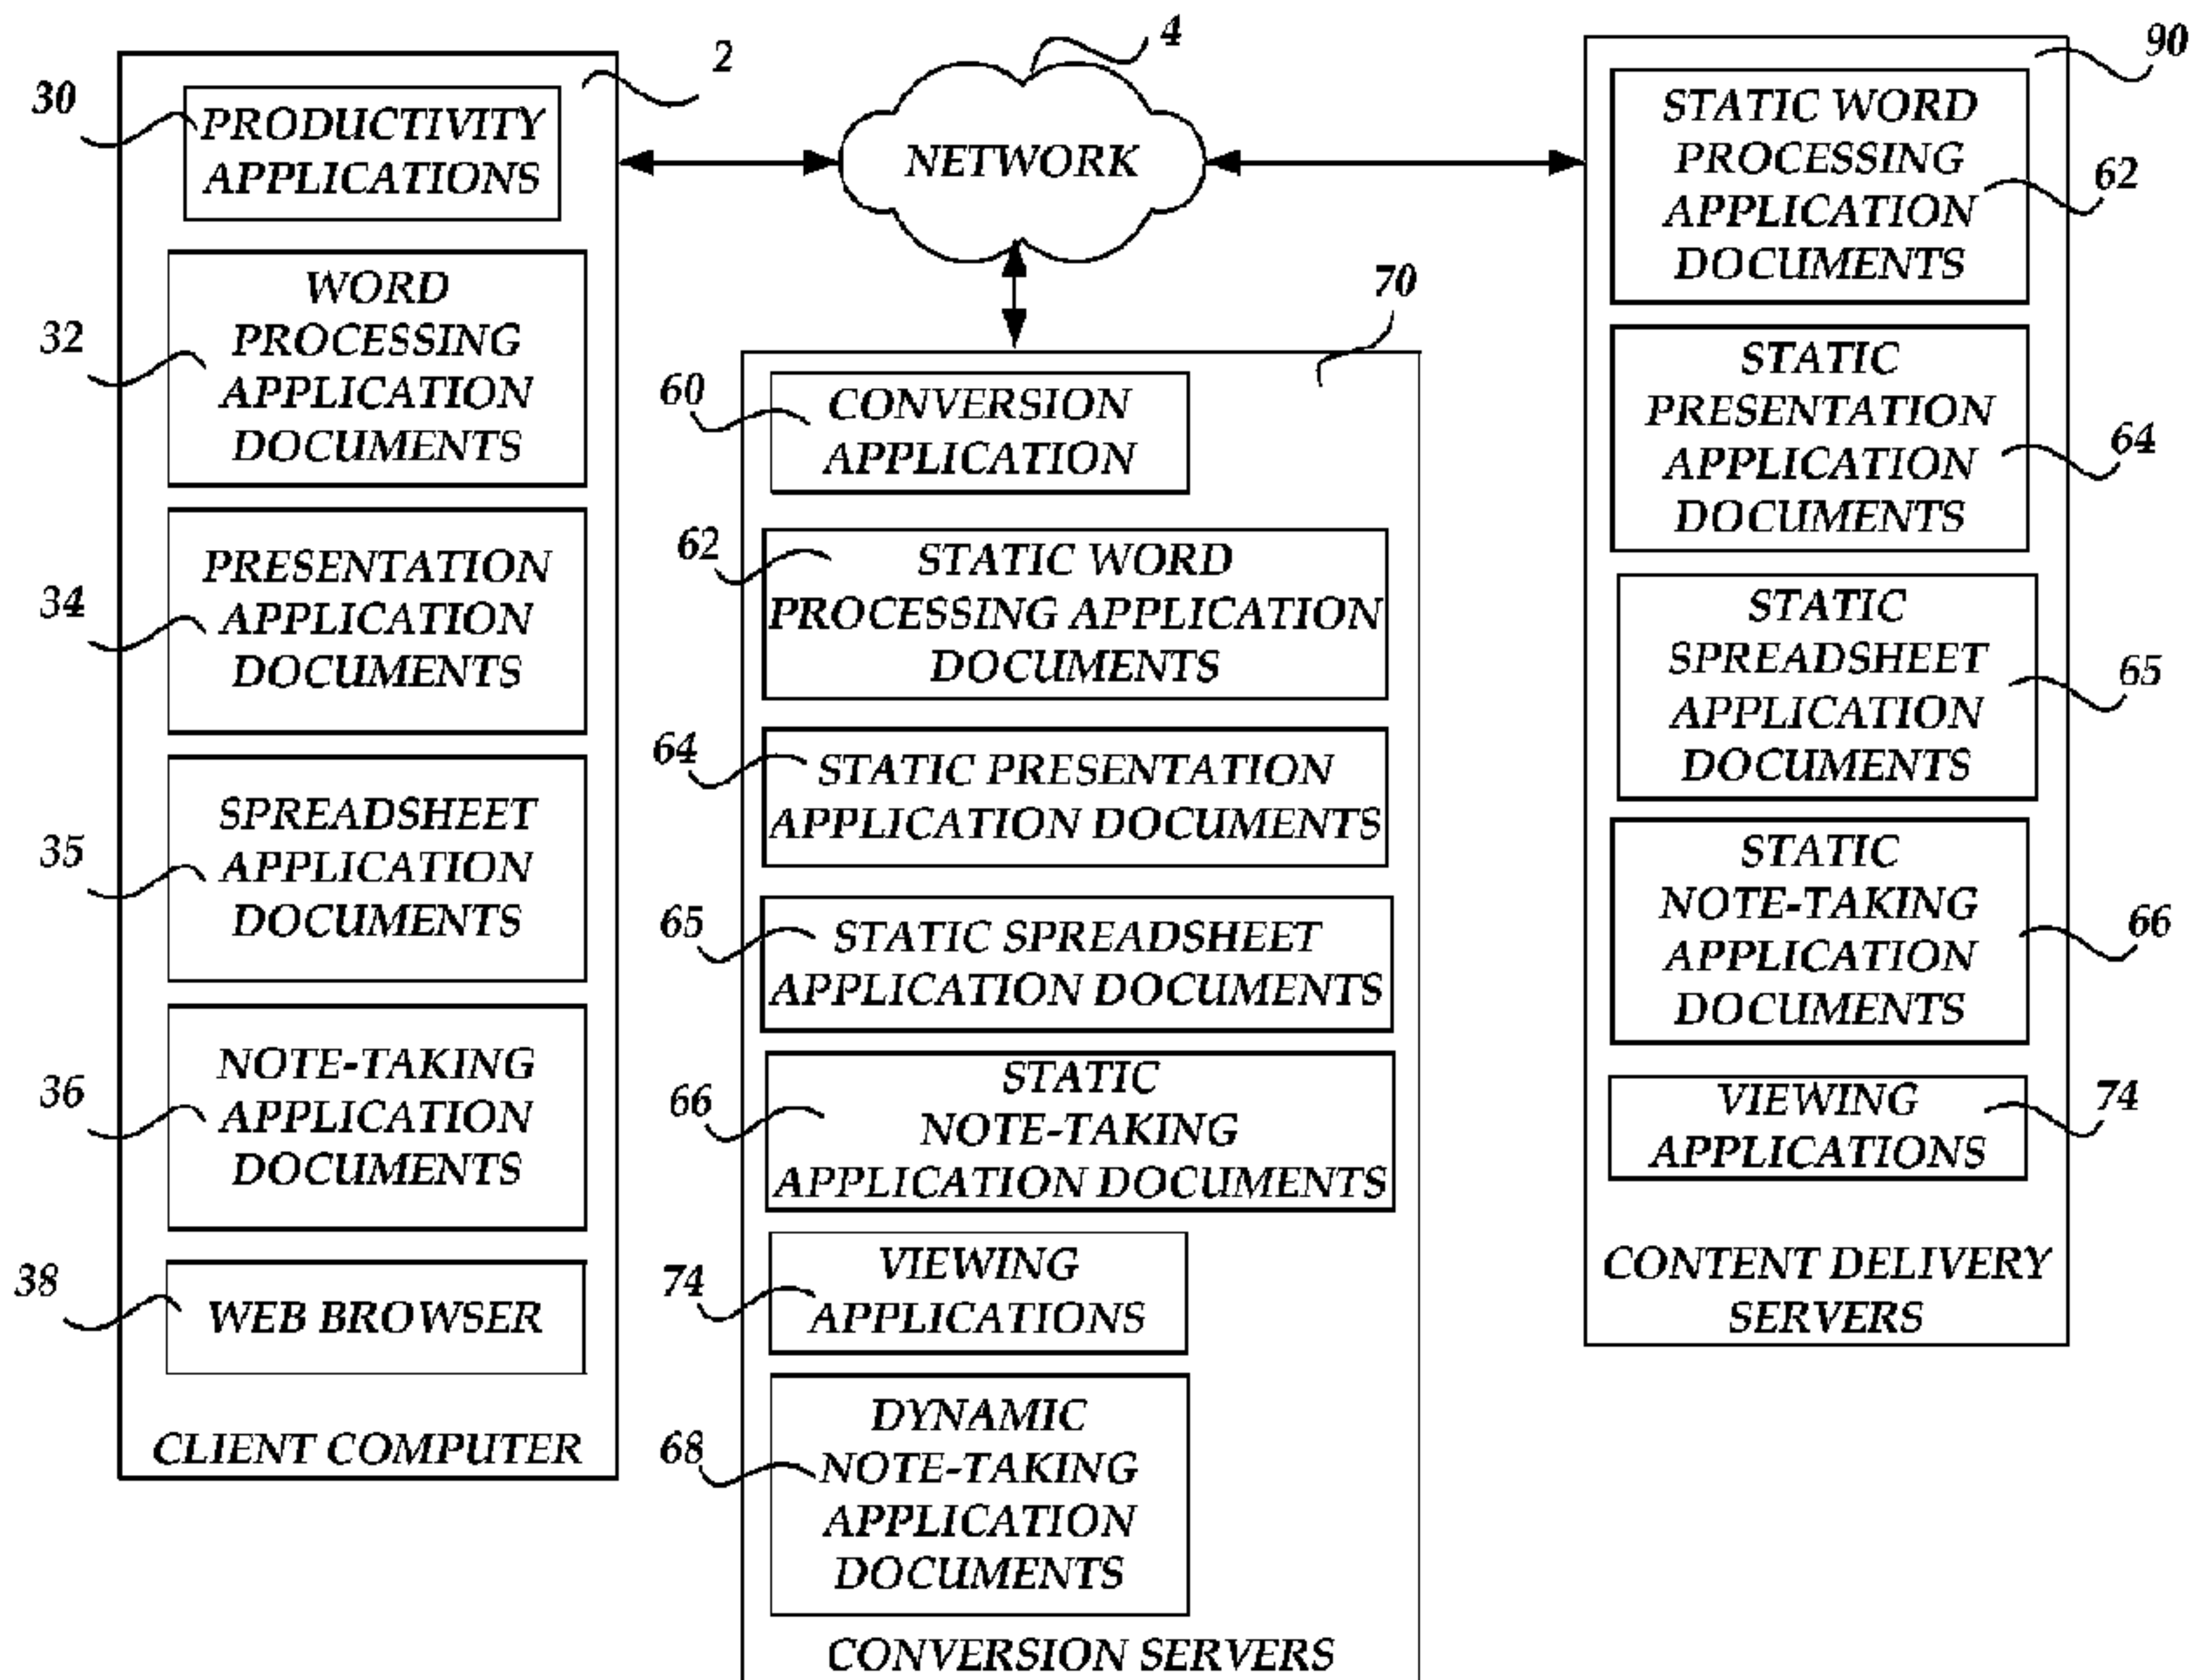 2
30
PRODUCTIVITY
APPLICATIONS
32
WORD
PROCESSING
APPLICATION
DOCUMENTS
34
PRESENTATION
APPLICATION
DOCUMENTS
35
SPREADSHEET
APPLICATION
DOCUMENTS
36
NOTE-TAKING
APPLICATION
DOCUMENTS
38
WEB BROWSER
CLIENT COMPUTER
4
NETWORK
70
60
CONVERSION
APPLICATION
62
STATIC WORD
PROCESSING APPLICATION
DOCUMENTS
64
STATIC PRESENTATION
APPLICATION DOCUMENTS
65
STATIC SPREADSHEET
APPLICATION DOCUMENTS
66
STATIC
NOTE-TAKING
APPLICATION DOCUMENTS
74
VIEWING
APPLICATIONS
68
DYNAMIC
NOTE-TAKING
APPLICATION
DOCUMENTS
CONVERSION SERVERS
90
STATIC WORD
PROCESSING
APPLICATION
DOCUMENTS
62
STATIC
PRESENTATION
APPLICATION
DOCUMENTS
64
STATIC
SPREADSHEET
APPLICATION
DOCUMENTS
65
STATIC
NOTE-TAKING
APPLICATION
DOCUMENTS
66
VIEWING
APPLICATIONS
74
CONTENT DELIVERY
SERVERS